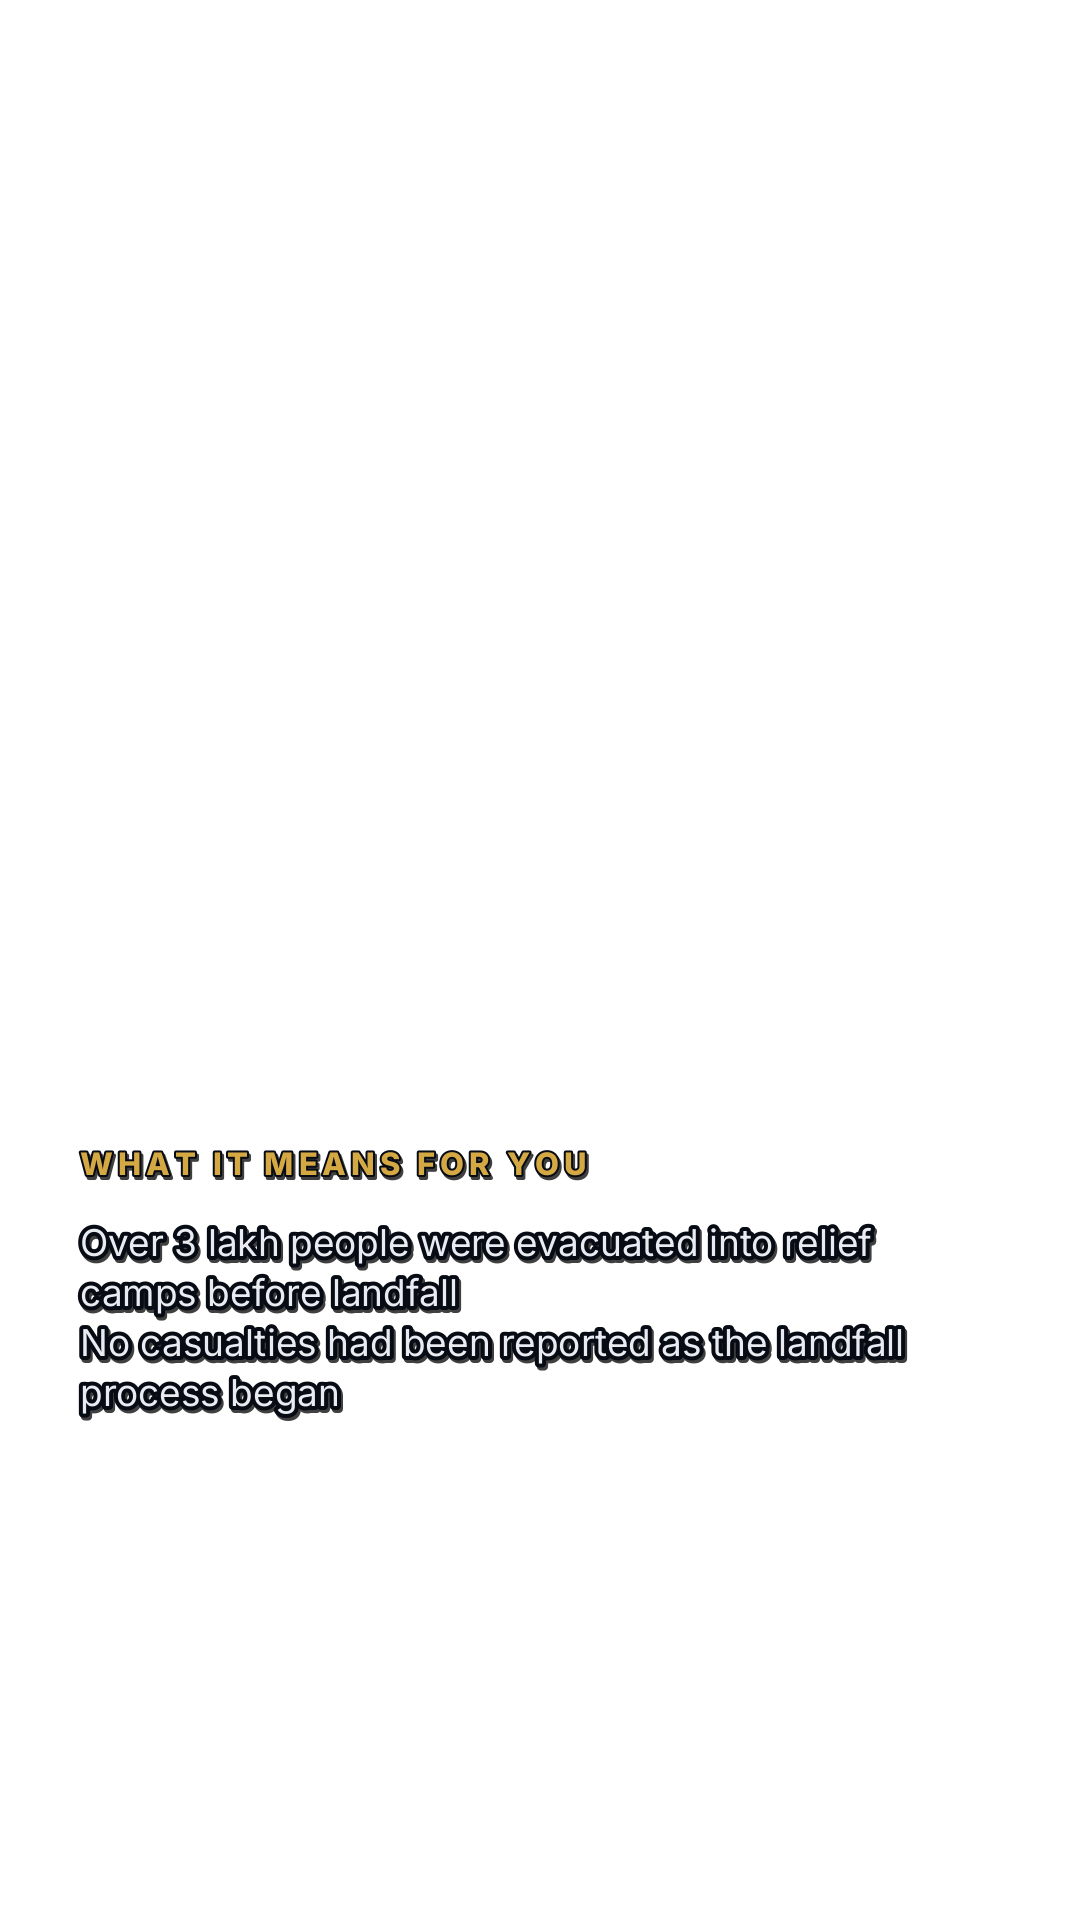 WHAT IT MEANS FOR YOU
Over 3 lakh people were evacuated into relief
camps before landfall
No casualties had been reported as the landfall
process began